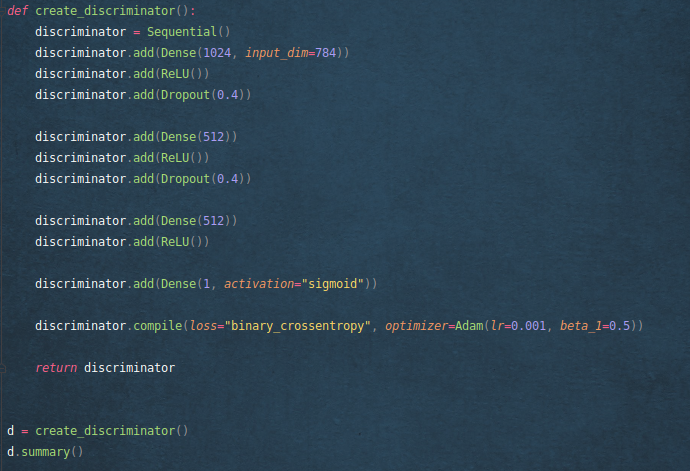 def create_discriminator():
    discriminator = Sequential()
    discriminator.add(Dense(1024, input_dim=784))
    discriminator.add(ReLU())
    discriminator.add(Dropout(0.4))

    discriminator.add(Dense(512))
    discriminator.add(ReLU())
    discriminator.add(Dropout(0.4))

    discriminator.add(Dense(512))
    discriminator.add(ReLU())

    discriminator.add(Dense(1, activation="sigmoid"))

    discriminator.compile(loss="binary_crossentropy", optimizer=Adam(lr=0.001, beta_1=0.5))

    return discriminator


d = create_discriminator()
d.summary()